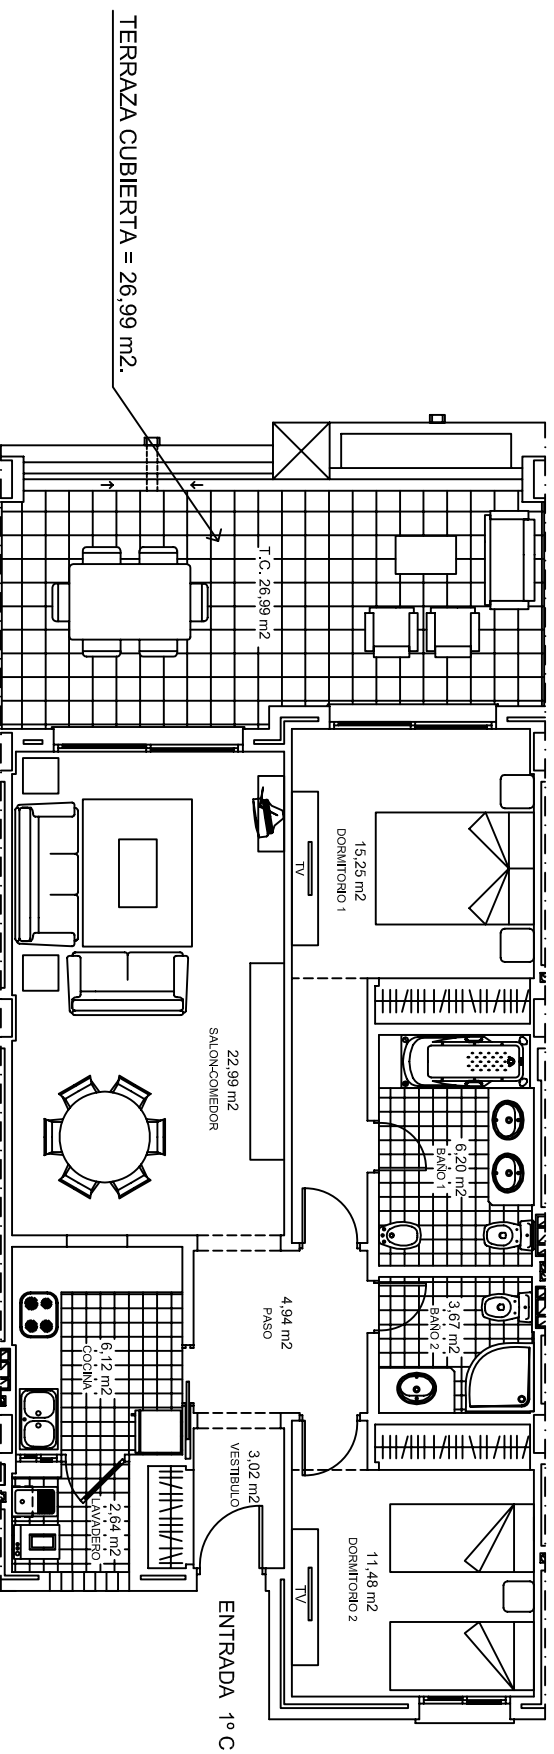 TERRAZA CUBIERTA = 26,99 m2.
T.C. 26,99 m2
15,25 m2
DORMITORIO 1
TV
22,99 m2
SALON-COMEDOR
6,20 m2
BAÑO 1
3,67 m2
BAÑO 2
4,94 m2
PASO
6,12 m2
COCINA
2,64 m2
LAVADERO
3,02 m2
VESTIBULO
11,48 m2
DORMITORIO 2
TV
ENTRADA 1º C